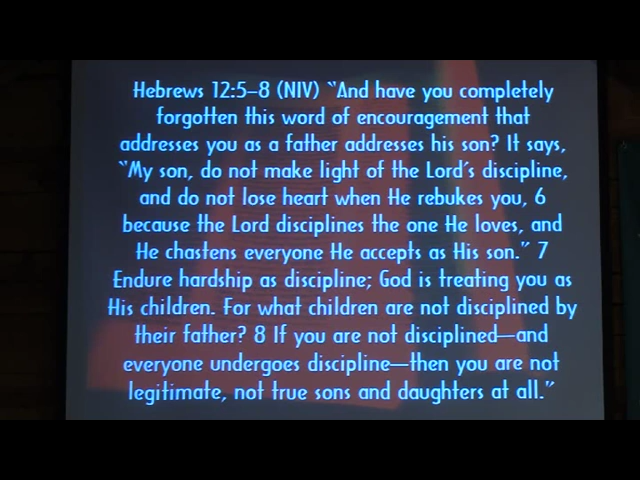 Hebrews 12:5–8 (NIV) “And have you completely
forgotten this word of encouragement that
addresses you as a father addresses his son? It says,
“My son, do not make light of the Lord’s discipline,
and do not lose heart when He rebukes you, 6
because the Lord disciplines the one He loves, and
He chastens everyone He accepts as His son.” 7
Endure hardship as discipline; God is treating you as
His children. For what children are not disciplined by
their father? 8 If you are not disciplined—and
everyone undergoes discipline—then you are not
legitimate, not true sons and daughters at all.”